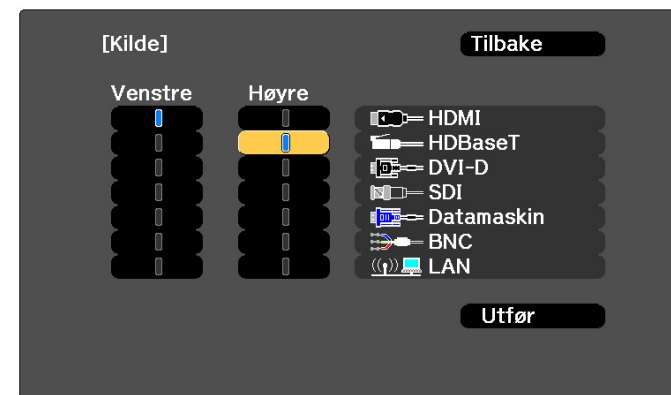 [Kilde] Tilbake
Venstre Høyre
HDMI
HDBaseT
DVI-D
SDI
Datamaskin
BNC
LAN
Utfør